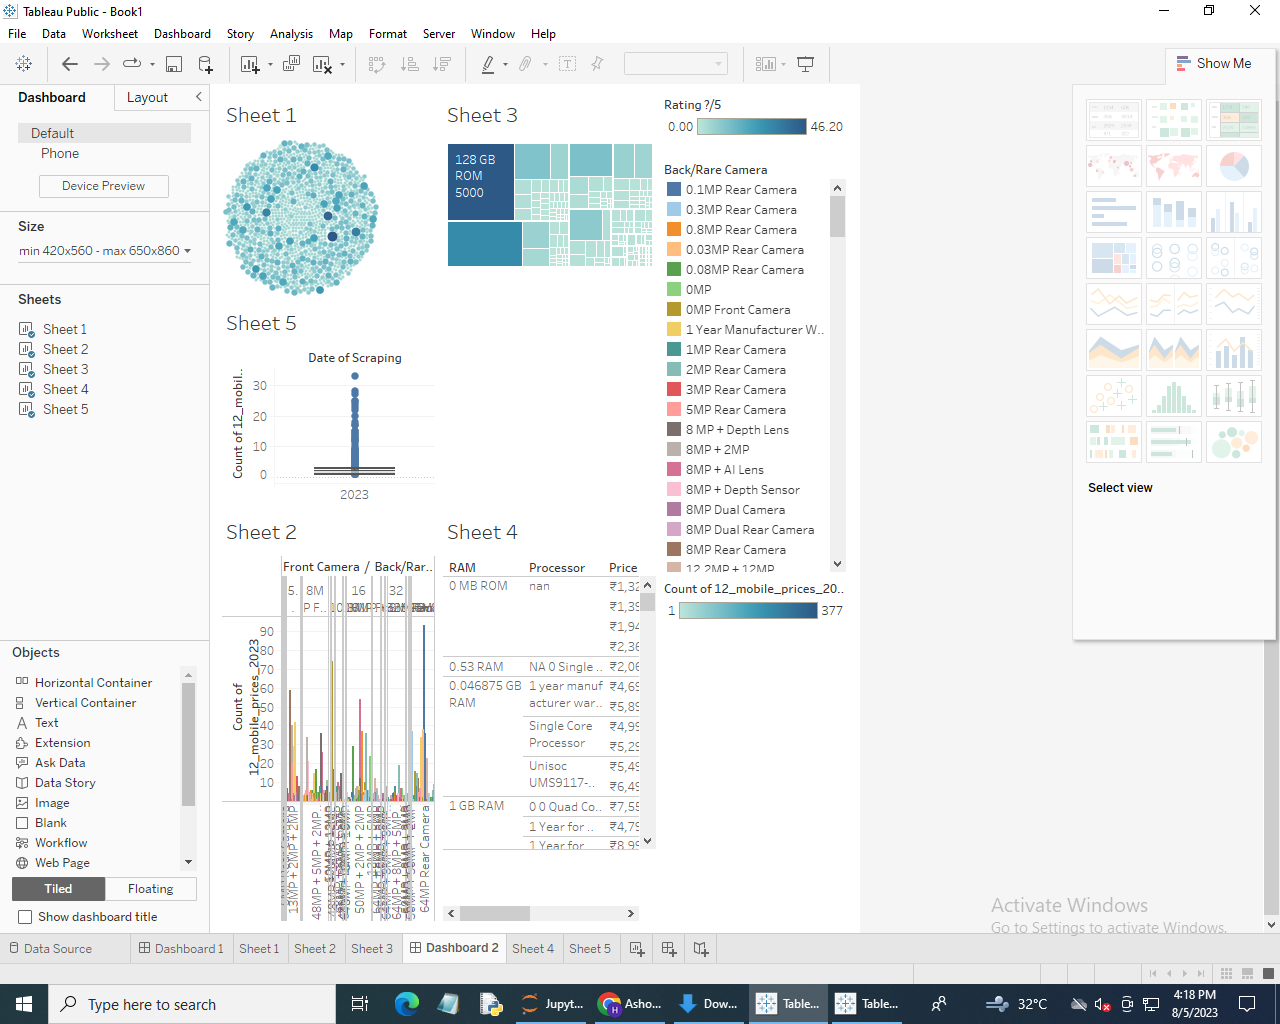 Tableau Public - Book1
File Data Worksheet Dashboard Story Analysis Map Format Server Window Help
Show Me
Dashboard
Layout
Default
Phone
Device Preview
Size
min 420x560 - max 650x860
Sheets
Sheet 1
Sheet 2
Sheet 3
Sheet 4
Sheet 5
Objects
Horizontal Container
Vertical Container
Text
Extension
Ask Data
Data Story
Image
Blank
Workflow
Web Page
Tiled
Floating
Show dashboard title
Sheet 1
Sheet 3
128 GB
ROM
5000
Sheet 5
Date of Scraping
Count of 12_mobil..
30
20
10
0
2023
Sheet 2
Front Camera / Back/Rar..
5.
.
8M
P F..
16
32
Count of
12_mobile_prices_2023
90
80
70
60
50
40
30
20
10
13MP + 2MP + 2MP
48MP + 5MP + 2MP..
50MP + 2MP + 2MP
64MP + 8MP + 5MP
64MP Rear Camera
Sheet 4
RAM Processor Price
0 MB ROM nan ₹1,32
₹1,39
₹1,94
₹2,36
0.53 RAM NA 0 Single .. ₹2,06
0.046875 GB 1 year manuf ₹4,69
RAM acturer war.. ₹5,89
Single Core ₹4,99
Processor ₹5,29
Unisoc ₹5,49
UMS9117-.. ₹6,49
1 GB RAM 0 0 Quad Co.. ₹7,55
1 Year for .. ₹4,79
1 Year for ₹8,99
Rating ?/5
0.00 46.20
Back/Rare Camera
0.1MP Rear Camera
0.3MP Rear Camera
0.8MP Rear Camera
0.03MP Rear Camera
0.08MP Rear Camera
0MP
0MP Front Camera
1 Year Manufacturer W..
1MP Rear Camera
2MP Rear Camera
3MP Rear Camera
5MP Rear Camera
8 MP + Depth Lens
8MP + 2MP
8MP + AI Lens
8MP + Depth Sensor
8MP Dual Camera
8MP Dual Rear Camera
8MP Rear Camera
12.2MP + 12MP
Count of 12_mobile_prices_20..
1 377
Select view
Activate Windows
Go to Settings to activate Windows.
Data Source Dashboard 1 Sheet 1 Sheet 2 Sheet 3 Dashboard 2 Sheet 4 Sheet 5
Type here to search
Jupyt...
Asho...
Dow...
Table...
Table...
32°C
4:18 PM
8/5/2023